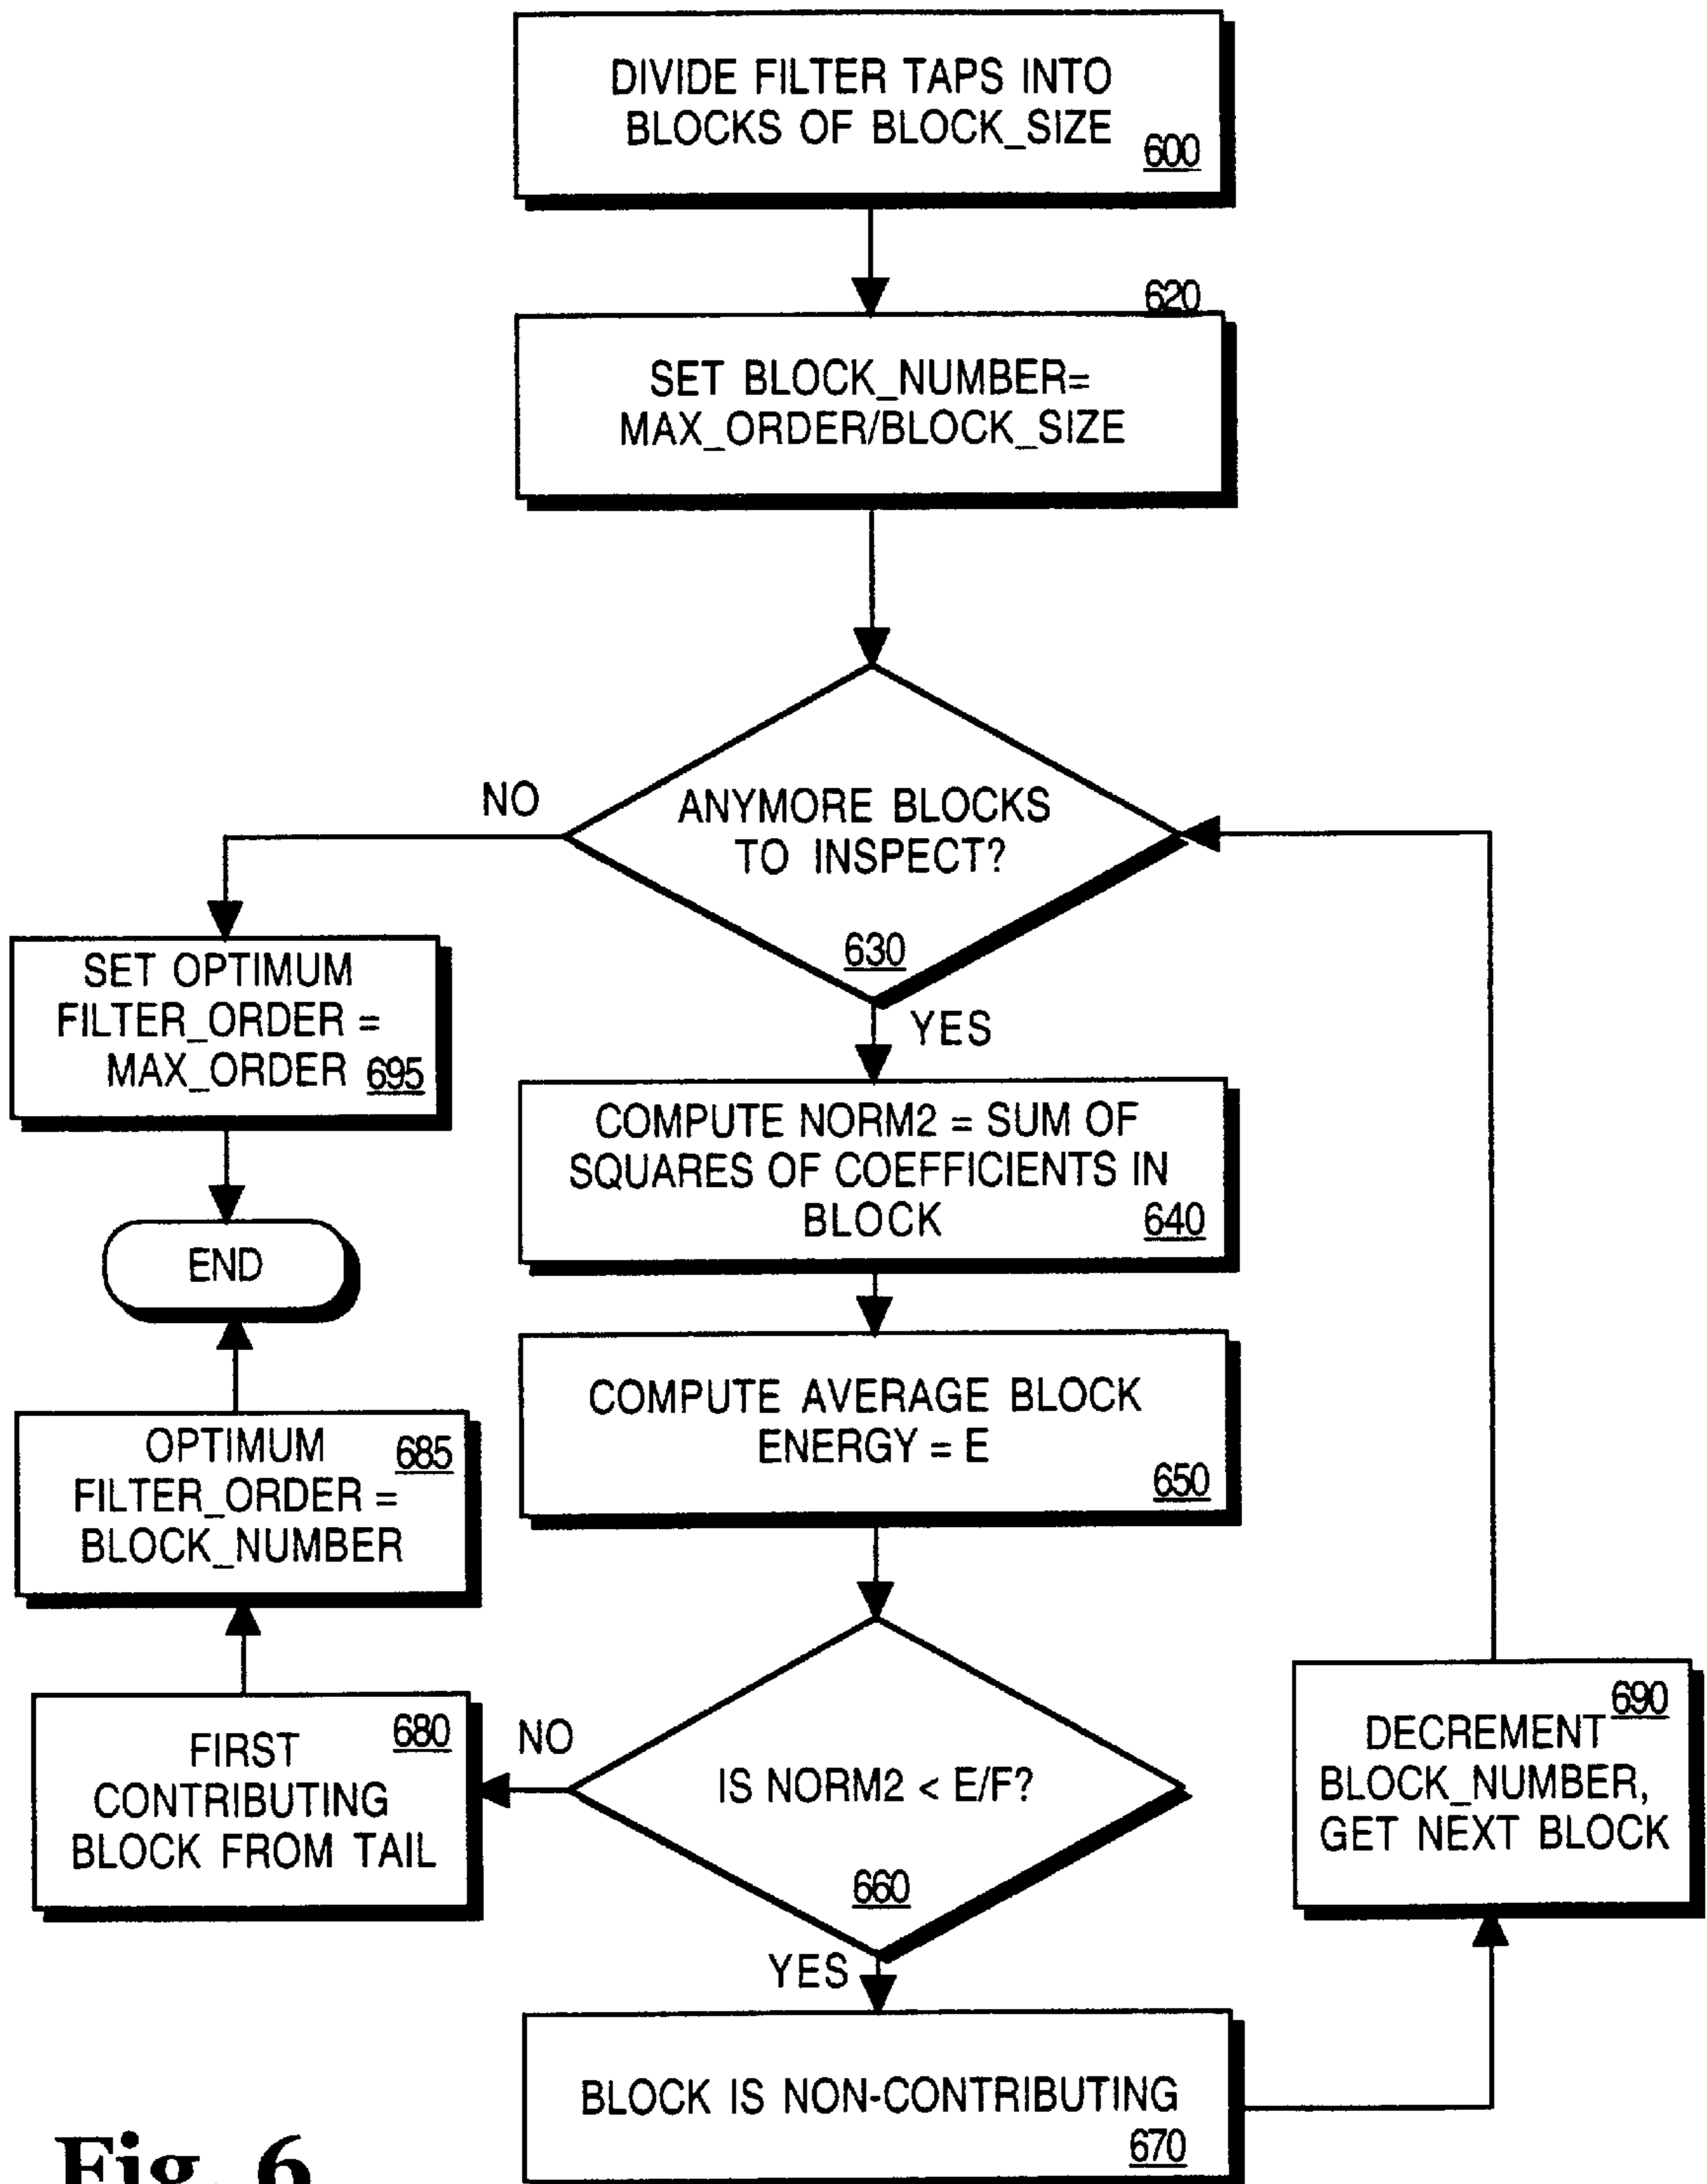 DIVIDE FILTER TAPS INTO
BLOCKS OF BLOCK_SIZE
600
620
SET BLOCK_NUMBER=
MAX_ORDER/BLOCK_SIZE
NO
ANYMORE BLOCKS
TO INSPECT?
630
YES
SET OPTIMUM
FILTER_ORDER =
MAX_ORDER 695
END
COMPUTE NORM2 = SUM OF
SQUARES OF COEFFICIENTS IN
BLOCK 640
COMPUTE AVERAGE BLOCK
ENERGY = E
650
OPTIMUM 685
FILTER_ORDER =
BLOCK_NUMBER
680
FIRST
CONTRIBUTING
BLOCK FROM TAIL
NO
IS NORM2 < E/F?
660
YES
690
DECREMENT
BLOCK_NUMBER,
GET NEXT BLOCK
BLOCK IS NON-CONTRIBUTING
670
Fig. 6